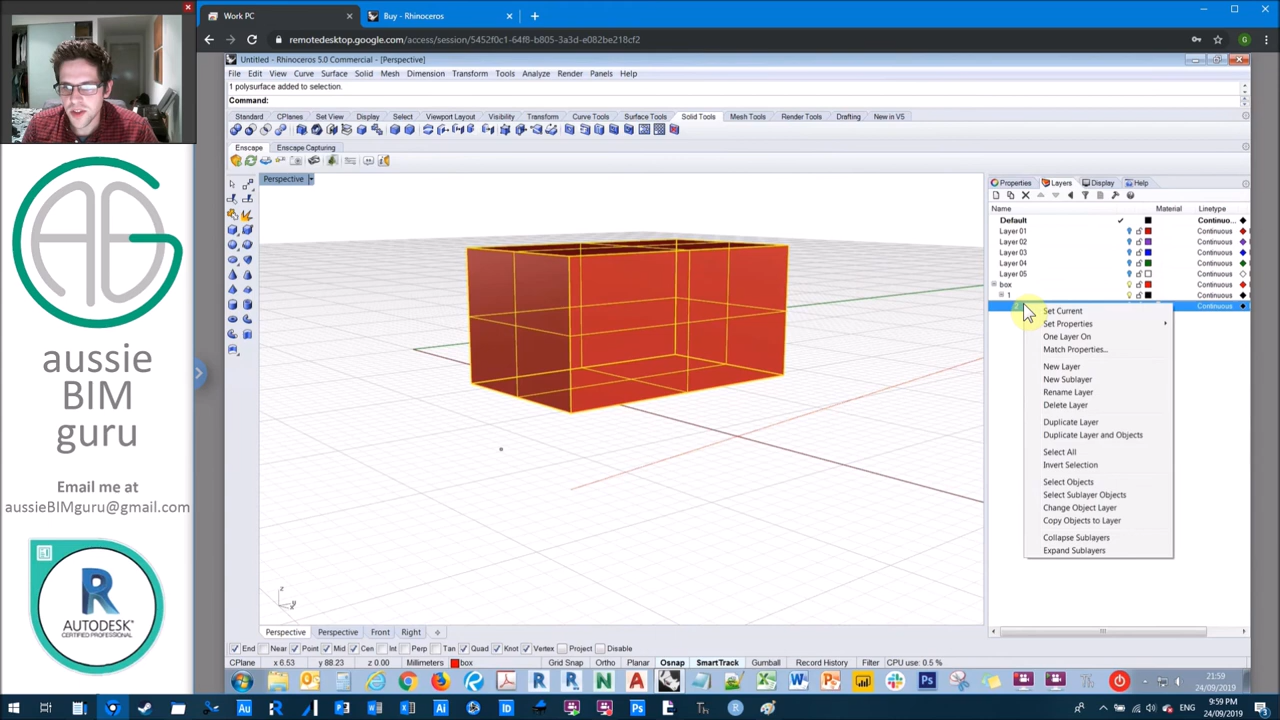 Work PC
Buy - Rhinoceros
remotedesktop.google.com/access/session/5452f0c1-64f8-b805-3a3d-e082be218cf2
G
Untitled - Rhinoceros 5.0 Commercial - [Perspective]
File Edit View Curve Surface Solid Mesh Dimension Transform Tools Analyze Render Panels Help
1 polysurface added to selection.
Command:
Standard CPlanes Set View Display Select Viewport Layout Visibility Transform Curve Tools Surface Tools Solid Tools Mesh Tools Render Tools Drafting New in V5
Enscape Enscape Capturing
Perspective
Properties Layers Display Help
Name Material Linetype
Default Continuo...
Layer 01 Continuous
Layer 02 Continuous
Layer 03 Continuous
Layer 04 Continuous
Layer 05 Continuous
box Continuous
1 Continuous
Continuous
Set Current
Set Properties
One Layer On
Match Properties...
New Layer
New Sublayer
Rename Layer
Delete Layer
Duplicate Layer
Duplicate Layer and Objects
Select All
Invert Selection
Select Objects
Select Sublayer Objects
Change Object Layer
Copy Objects to Layer
Collapse Sublayers
Expand Sublayers
aussie
BIM
guru
Email me at
aussieBIMguru@gmail.com
R
AUTODESK
CERTIFIED PROFESSIONAL
z
y
x
Perspective Perspective Front Right
End Near Point Mid Cen Int Perp Tan Quad Knot Vertex Project Disable
CPlane x 6.53 y 88.23 z 0.00 Millimeters box Grid Snap Ortho Planar Osnap SmartTrack Gumball Record History Filter CPU use: 0.5 %
21:59
24/09/2019
9:59 PM
24/09/2019